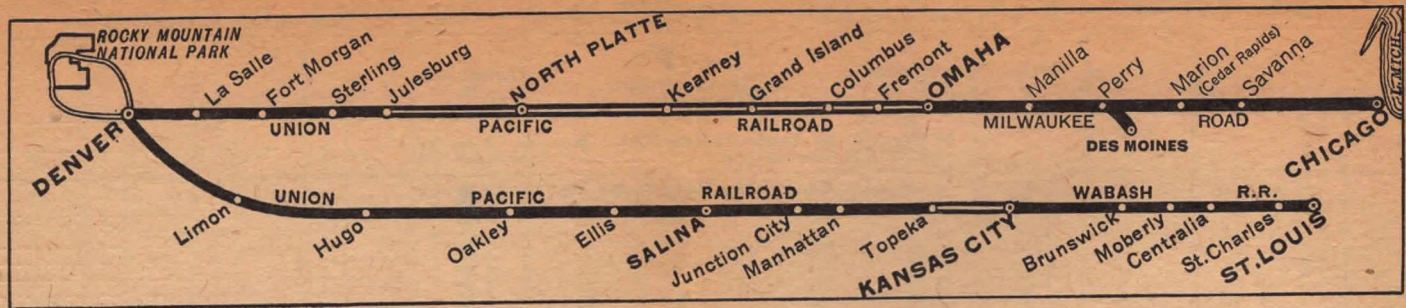 ROCKY MOUNTAIN
NATIONAL PARK
La Salle
Fort Morgan
Sterling
Julesburg
NORTH PLATTE
Kearney
Grand Island
Columbus
Fremont
OMAHA
Manilla
Perry
Marion
(Cedar Rapids)
Savanna
L. MICH.
UNION PACIFIC RAILROAD
MILWAUKEE ROAD
DES MOINES
CHICAGO
DENVER
UNION PACIFIC RAILROAD
WABASH R.R.
Limon
Hugo
Oakley
Ellis
SALINA
Junction City
Manhattan
Topeka
KANSAS CITY
Brunswick
Moberly
Centralia
St. Charles
ST. LOUIS